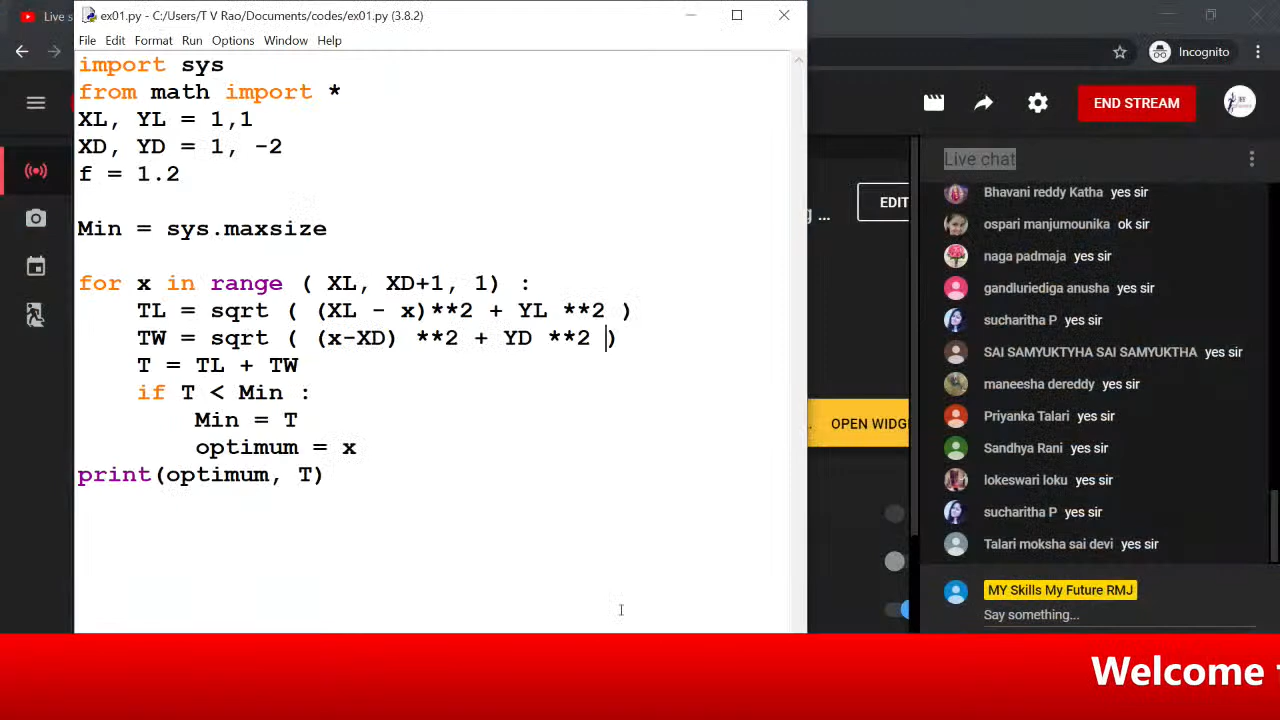 Live s
ex01.py - C:/Users/T V Rao/Documents/codes/ex01.py (3.8.2)
Incognito
File Edit Format Run Options Window Help
import sys
from math import *
XL, YL = 1,1
XD, YD = 1, -2
f = 1.2
Min = sys.maxsize
for x in range ( XL, XD+1, 1) :
TL = sqrt ( (XL - x)**2 + YL **2 )
TW = sqrt ( (x-XD) **2 + YD **2 )
T = TL + TW
if T < Min :
Min = T
optimum = x
print(optimum, T)
END STREAM
EDIT
...
OPEN WIDG
Live chat
Bhavani reddy Katha yes sir
ospari manjumounika ok sir
naga padmaja yes sir
gandluriediga anusha yes sir
sucharitha P yes sir
SAI SAMYUKTYHA SAI SAMYUKTHA yes sir
maneesha dereddy yes sir
Priyanka Talari yes sir
Sandhya Rani yes sir
lokeswari loku yes sir
sucharitha P yes sir
Talari moksha sai devi yes sir
MY Skills My Future RMJ
Say something...
Welcome